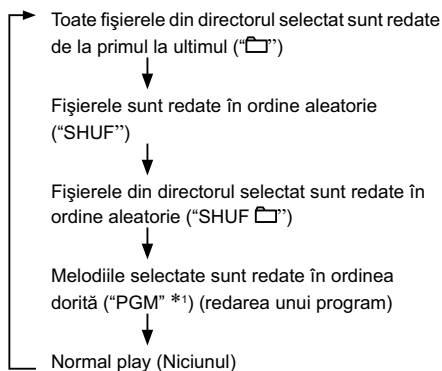 Toate fişierele din directorul selectat sunt redate
de la primul la ultimul (“🗀”)
Fişierele sunt redate în ordine aleatorie
(“SHUF”)
Fişierele din directorul selectat sunt redate în
ordine aleatorie (“SHUF 🗀”)
Melodiile selectate sunt redate în ordinea
dorită (“PGM” *1) (redarea unui program)
Normal play (Niciunul)